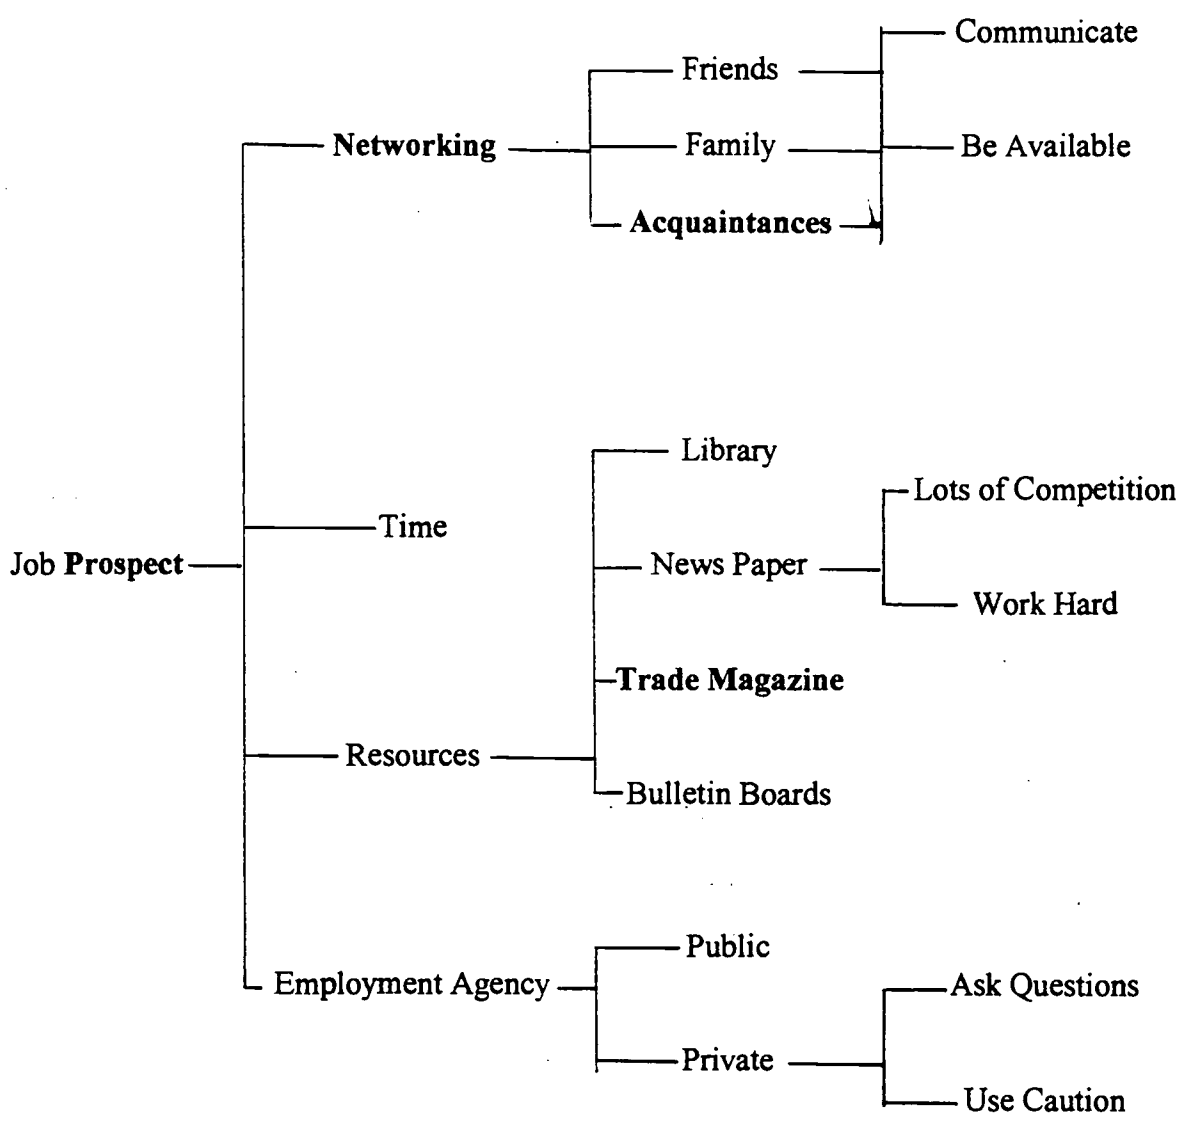 Communicate
Friends
Networking
Family
Be Available
Acquaintances
Library
Lots of Competition
Time
Job Prospect
News Paper
Work Hard
Trade Magazine
Resources
Bulletin Boards
Public
Employment Agency
Ask Questions
Private
Use Caution